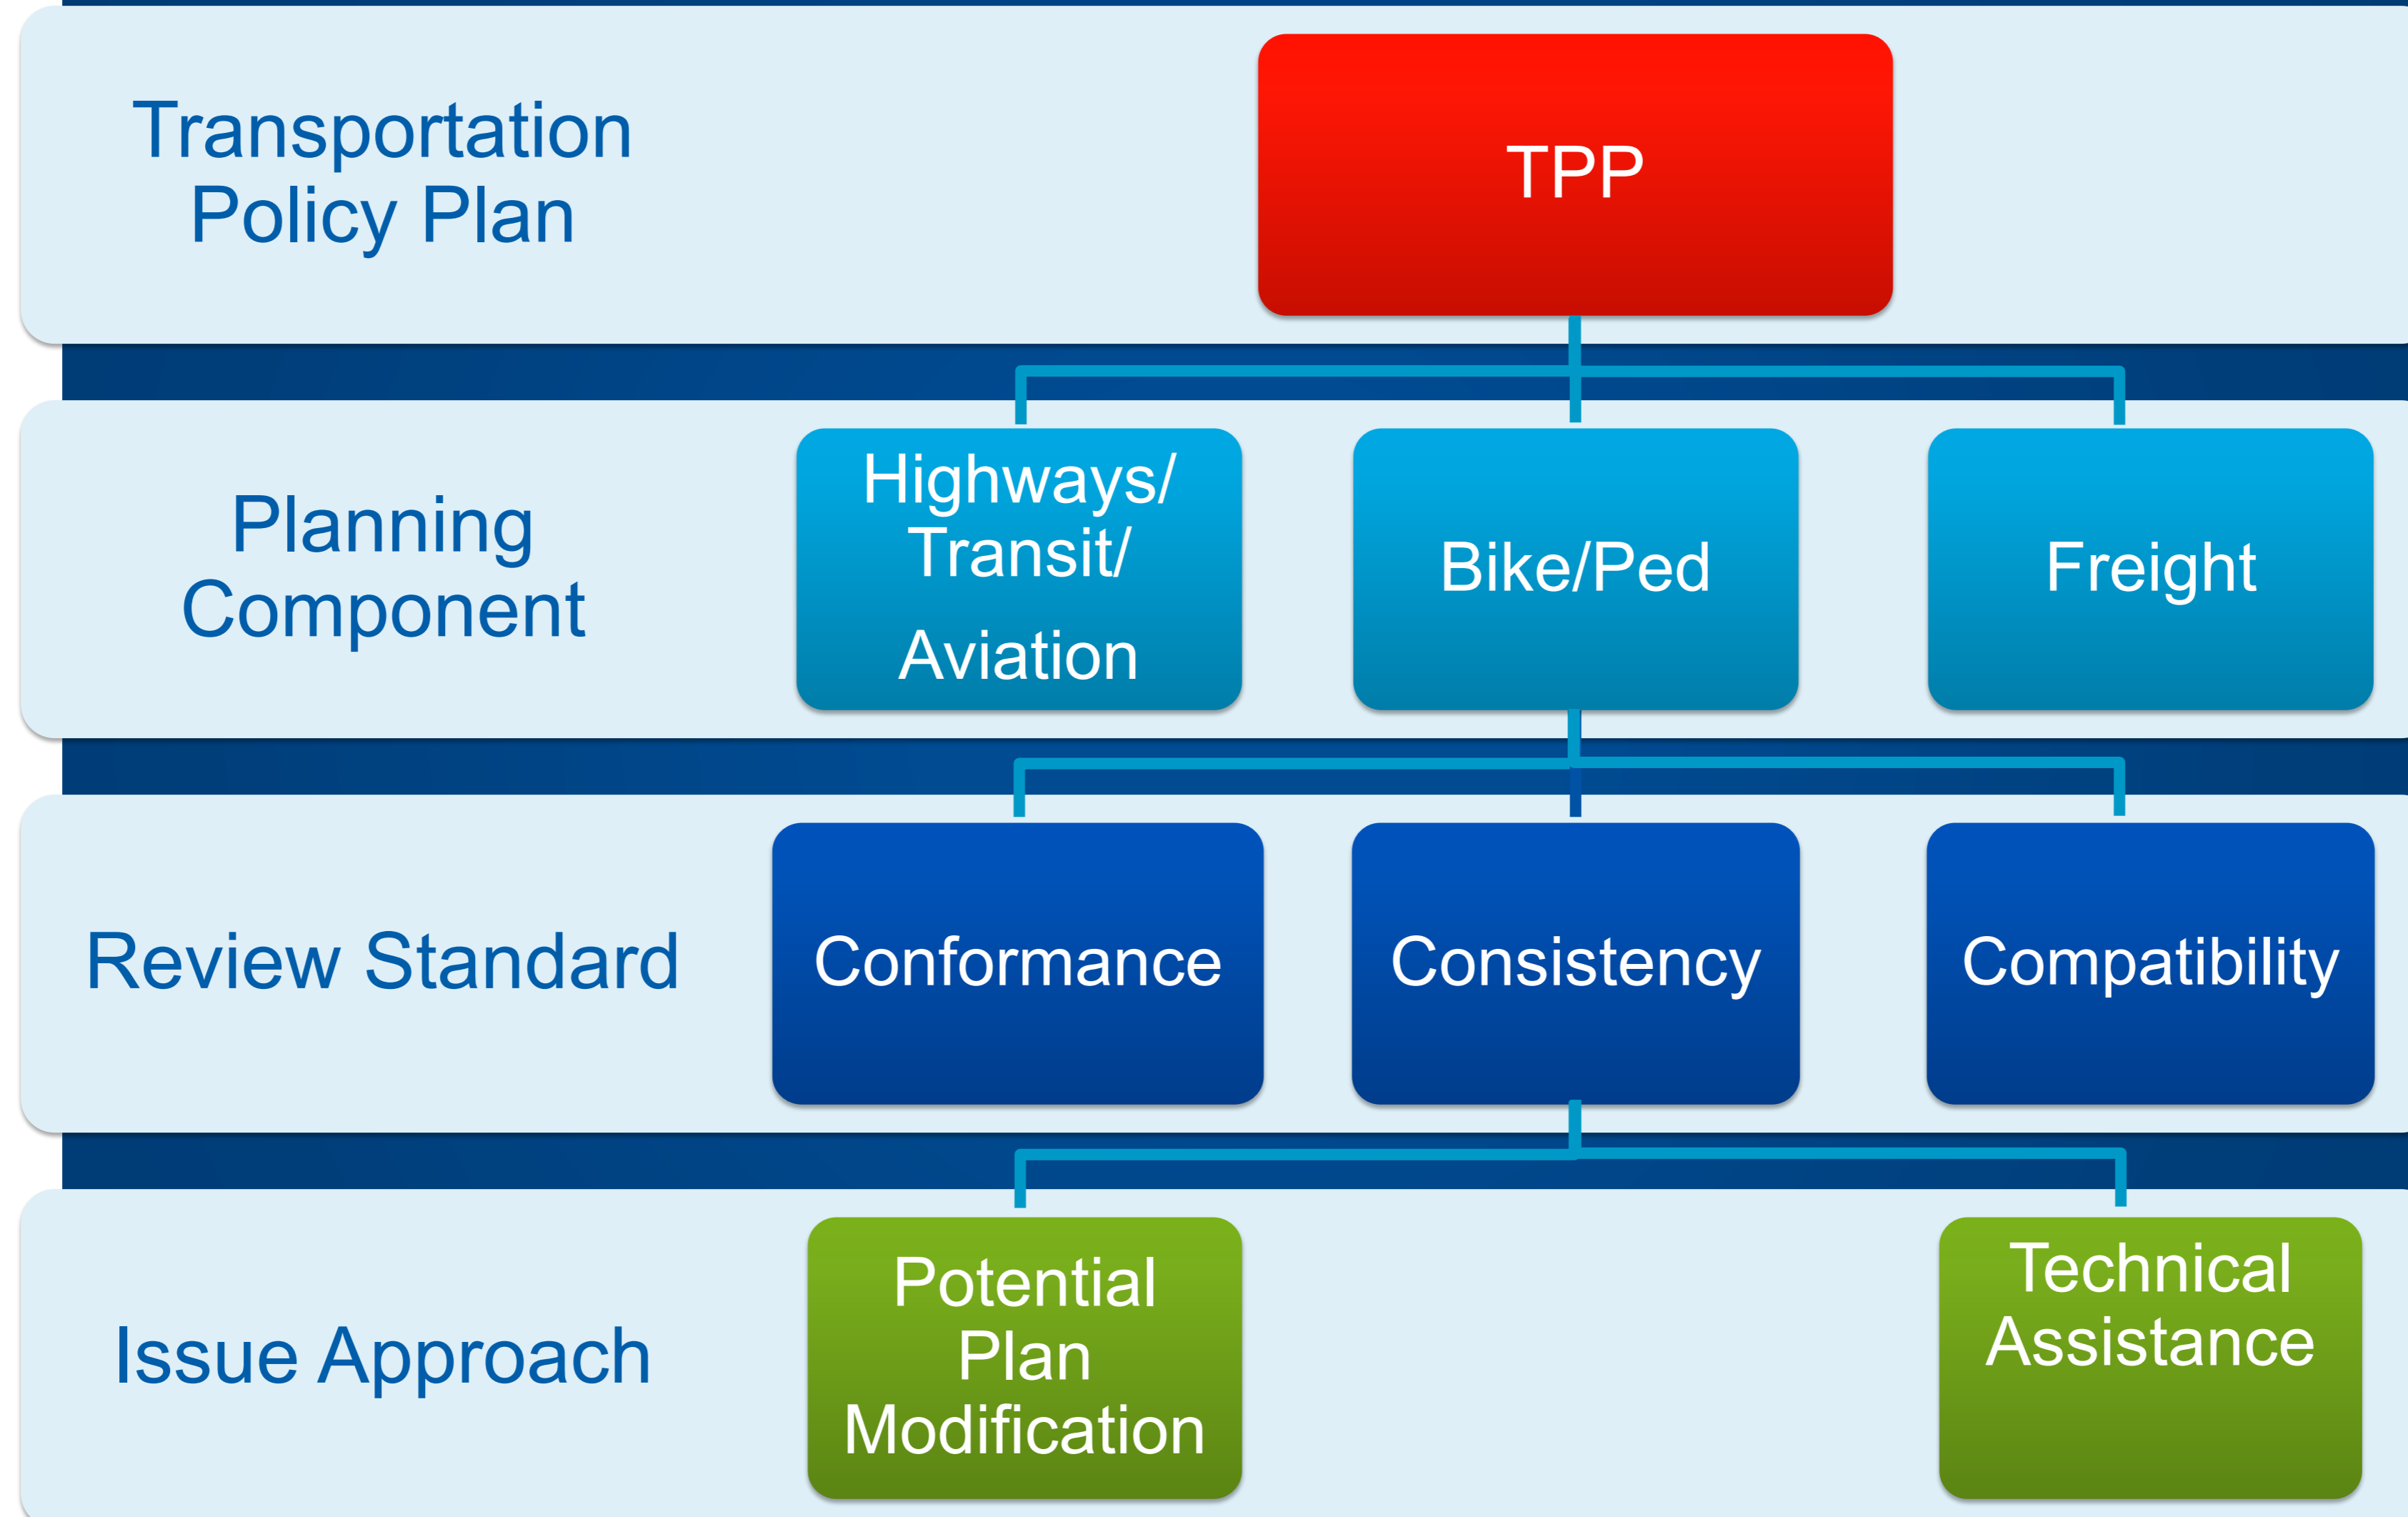 Transportation
Policy Plan
TPP
Planning
Component
Highways/
Transit/
Aviation
Bike/Ped
Freight
Review Standard
Conformance
Consistency
Compatibility
Issue Approach
Potential
Plan
Modification
Technical
Assistance